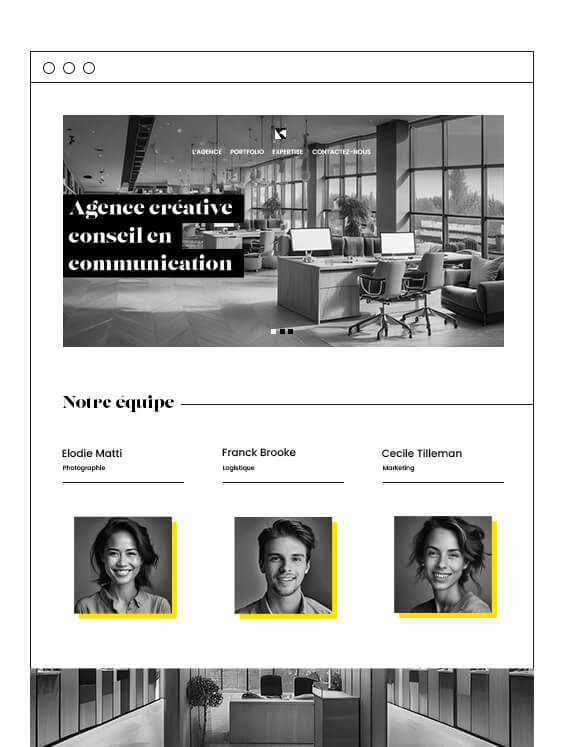 L'AGENCE PORTFOLIO EXPERTISE CONTACTEZ-NOUS
Agence créative
conseil en
communication
Notre équipe
Elodie Matti
Photographie
Franck Brooke
Logistique
Cecile Tilleman
Marketing